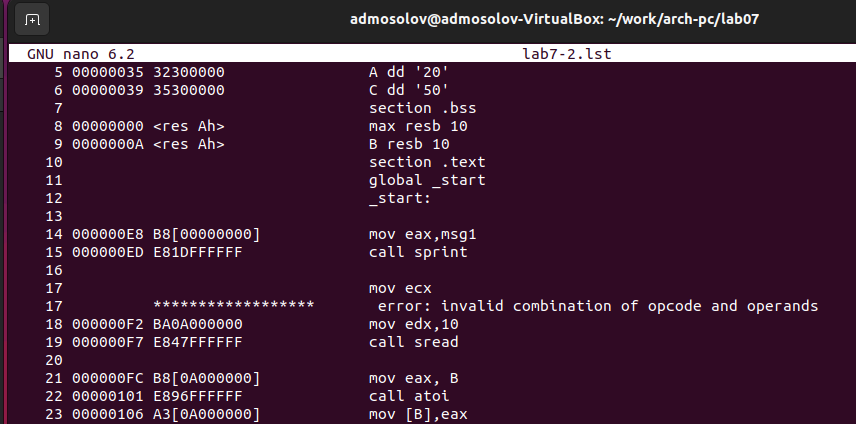 admosolov@admosolov-VirtualBox: ~/work/arch-pc/lab07
GNU nano 6.2 lab7-2.lst
5 00000035 32300000 A dd '20'
6 00000039 35300000 C dd '50'
7 section .bss
8 00000000 <res Ah> max resb 10
9 0000000A <res Ah> B resb 10
10 section .text
11 global _start
12 _start:
13
14 000000E8 B8[00000000] mov eax,msg1
15 000000ED E81DFFFFFF call sprint
16
17 mov ecx
17 ****************** error: invalid combination of opcode and operands
18 000000F2 BA0A000000 mov edx,10
19 000000F7 E847FFFFFF call sread
20
21 000000FC B8[0A000000] mov eax, B
22 00000101 E896FFFFFF call atoi
23 00000106 A3[0A000000] mov [B],eax